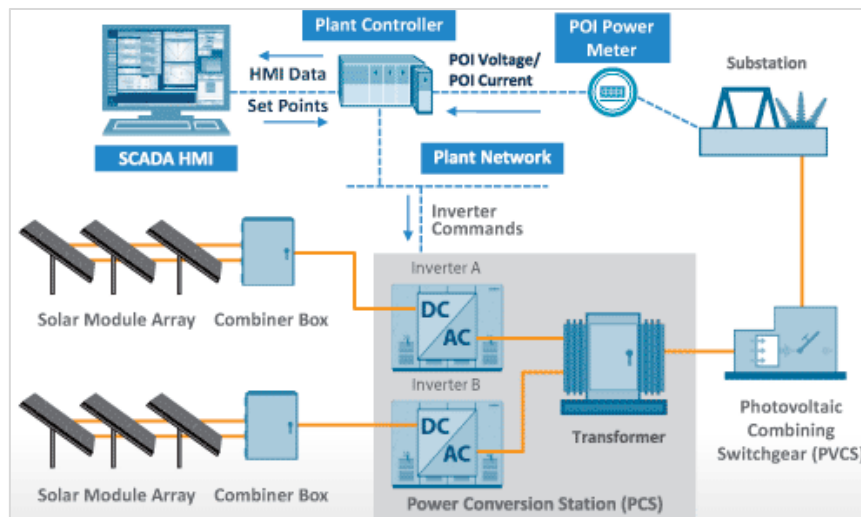 Plant Controller
POI Power
Meter
HMI Data
POI Voltage/
POI Current
Substation
Set Points
SCADA HMI
Plant Network
Inverter
Commands
Inverter A
DC
AC
Solar Module Array
Combiner Box
Inverter B
DC
AC
Transformer
Photovoltaic
Combining
Switchgear (PVCS)
Solar Module Array
Combiner Box
Power Conversion Station (PCS)